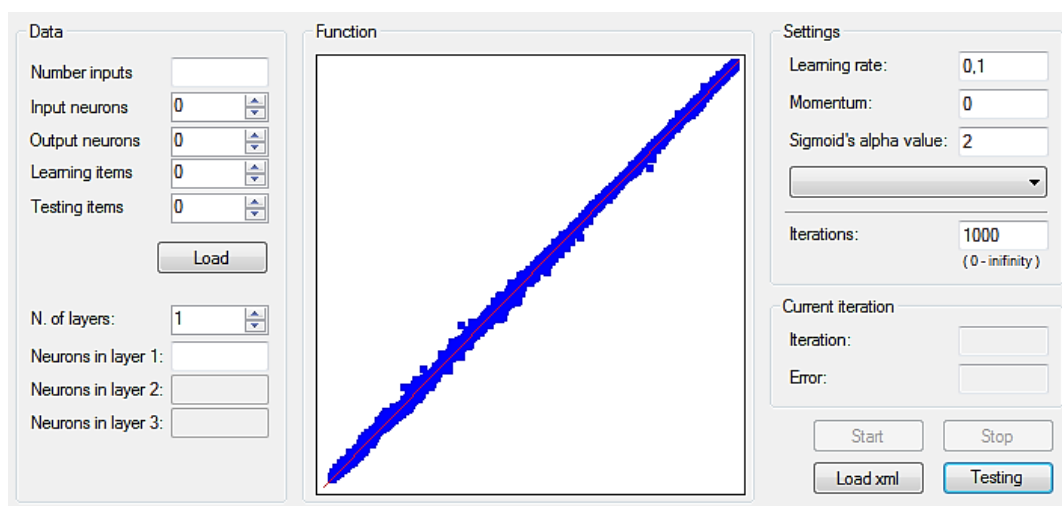 Data
Number inputs
Input neurons 0
Output neurons 0
Learning items 0
Testing items 0
Load
N. of layers: 1
Neurons in layer 1:
Neurons in layer 2:
Neurons in layer 3:
Function
Settings
Learning rate: 0,1
Momentum: 0
Sigmoid's alpha value: 2
Iterations: 1000
( 0 - inifinity )
Current iteration
Iteration:
Error:
Start Stop
Load xml Testing